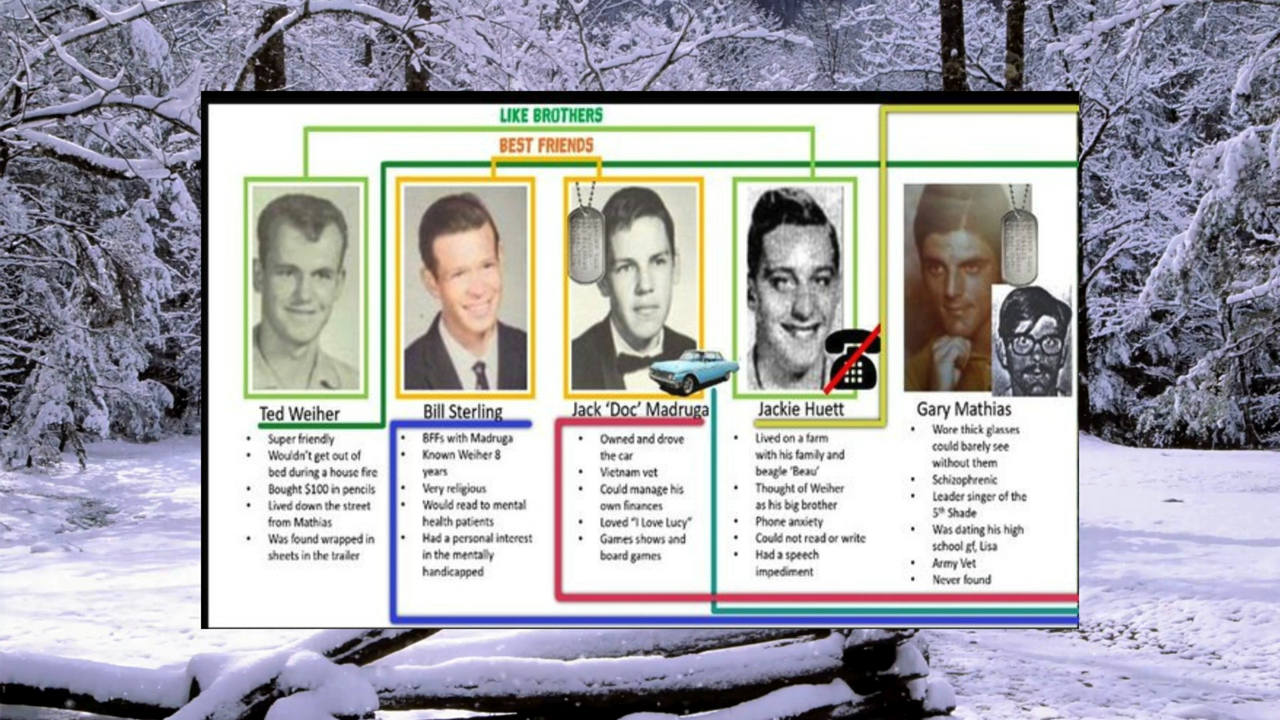 LIKE BROTHERS
BEST FRIENDS
Ted Weiher
• Super friendly
• Wouldn't get out of
bed during a house fire
• Bought $100 in pencils
• Lived down the street
from Mathias
• Was found wrapped in
sheets in the trailer
Bill Sterling
• BFFs with Madruga
• Known Weiher 8
years
• Very religious
• Would read to mental
health patients
• Had a personal interest
in the mentally
handicapped
Jack 'Doc' Madruga
• Owned and drove
the car
• Vietnam vet
• Could manage his
own finances
• Loved "I Love Lucy"
• Games shows and
board games
Jackie Huett
• Lived on a farm
with his family and
beagle 'Beau'
• Thought of Weiher
as his big brother
• Phone anxiety
• Could not read or write
• Had a speech
impediment
Gary Mathias
• Wore thick glasses
could barely see
without them
• Schizophrenic
• Leader singer of the
5th Shade
• Was dating his high
school gf, Lisa
• Army Vet
• Never found